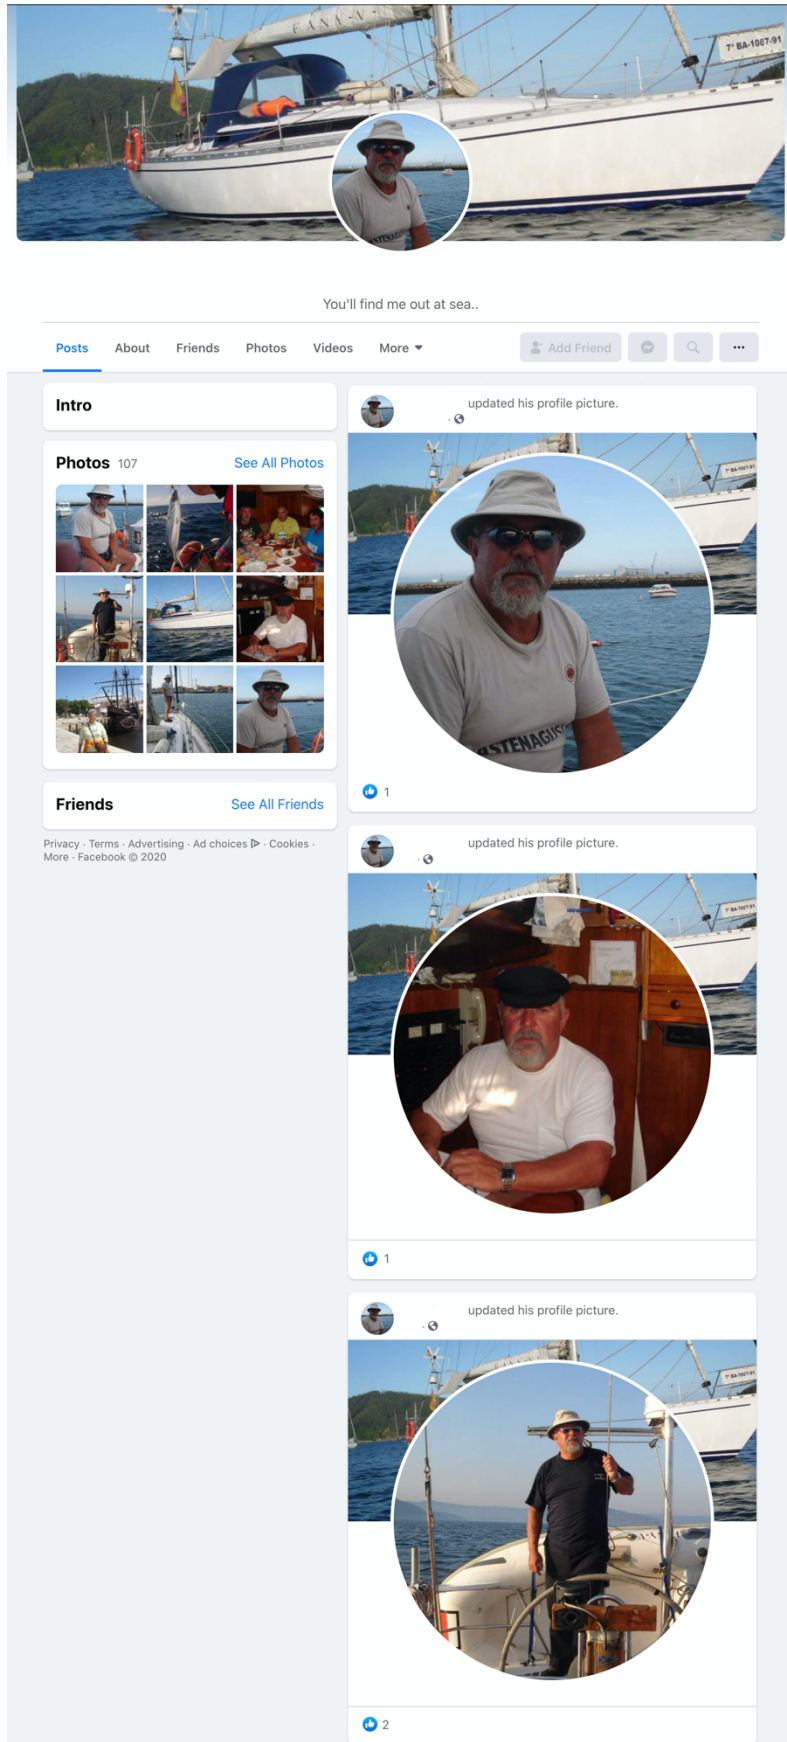 7ª BA-1087-91
You'll find me out at sea..
Posts
About
Friends
Photos
Videos
More
Add Friend
Intro
Photos 107
See All Photos
Friends
See All Friends
Privacy · Terms · Advertising · Ad choices · Cookies ·
More · Facebook © 2020
updated his profile picture.
1
updated his profile picture.
1
updated his profile picture.
2